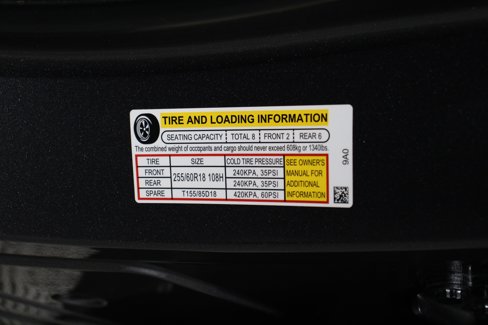 TIRE AND LOADING INFORMATION
SEATING CAPACITY TOTAL 8 FRONT 2 REAR 6
The combined weight of occupants and cargo should never exceed 608kg or 1340lbs.
TIRE SIZE COLD TIRE PRESSURE SEE OWNER'S MANUAL FOR ADDITIONAL INFORMATION
FRONT 255/60R18 108H 240KPA, 35PSI
REAR 240KPA, 35PSI
SPARE T155/85D18 420KPA, 60PSI
9A0